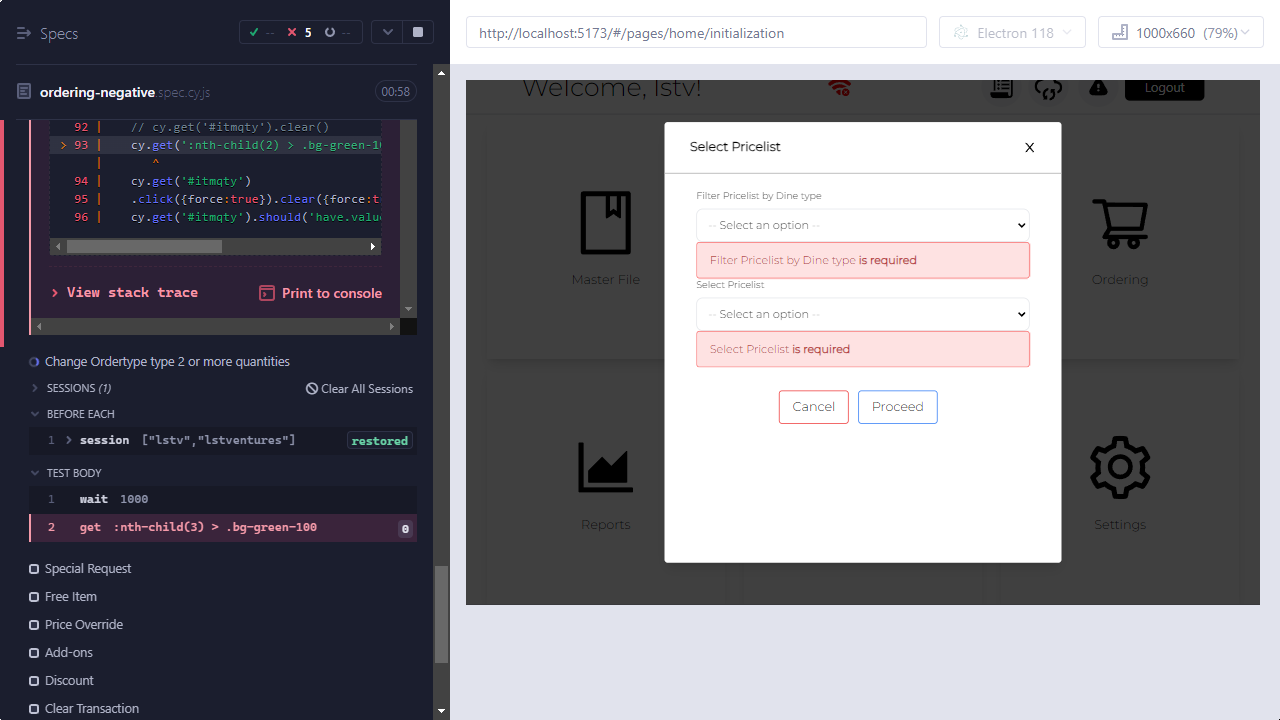 Specs
-- 5 --
ordering-negative.spec.cy.js
00:58
92 | // cy.get('#itmqty').clear()
> 93 | cy.get(':nth-child(2) > .bg-green-10
| ^
94 | cy.get('#itmqty')
95 | .click({force:true}).clear({force:t
96 | cy.get('#itmqty').should('have.value
> View stack trace
Print to console
Change Ordertype type 2 or more quantities
SESSIONS (1)
Clear All Sessions
BEFORE EACH
1 session ["lstv","lstventures"] restored
TEST BODY
1 wait 1000
2 get :nth-child(3) > .bg-green-100 0
Special Request
Free Item
Price Override
Add-ons
Discount
Clear Transaction
http://localhost:5173/#/pages/home/initialization
Electron 118
1000x660 (79%)
Welcome, lstv!
Logout
Master File
Ordering
Reports
Settings
Select Pricelist
X
Filter Pricelist by Dine type
-- Select an option --
Filter Pricelist by Dine type is required
Select Pricelist
-- Select an option --
Select Pricelist is required
Cancel
Proceed